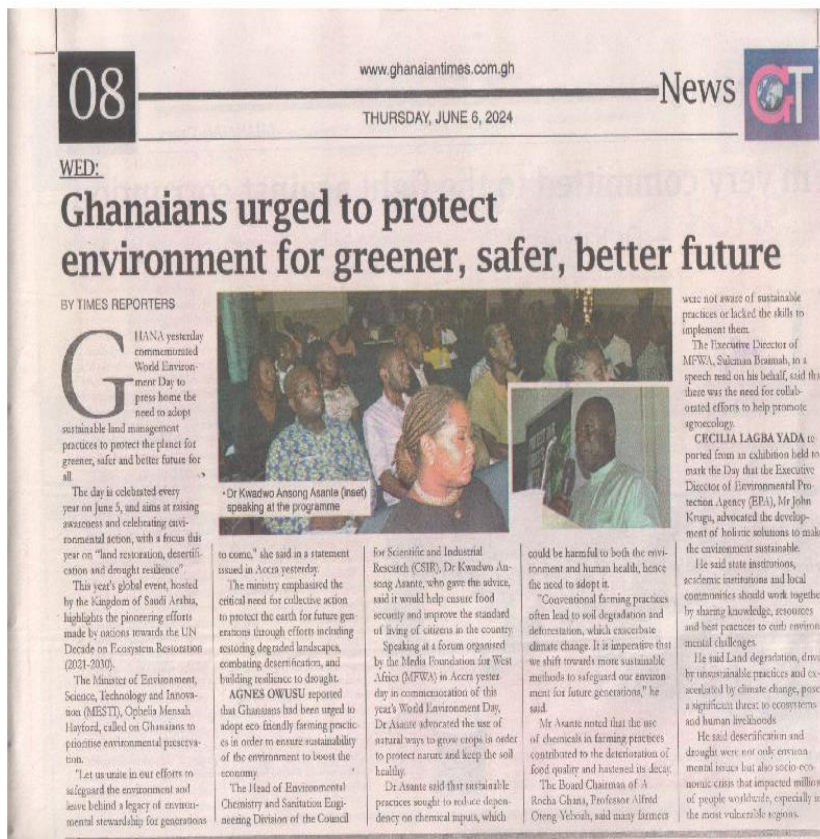 08
www.ghanaiantimes.com.gh
THURSDAY, JUNE 6, 2024
News
GT
WED:
Ghanaians urged to protect
environment for greener, safer, better future
BY TIMES REPORTERS
GHANA yesterday
commemorated
World Environ-
ment Day to
press home the
need to adopt
sustainable land management
practices to protect the planet for
greener, safer and better future for
all.
The day is celebrated every
year on June 5, and aims at raising
awareness and celebrating envi-
ronmental action, with a focus this
year on "land restoration, desertifi-
cation and drought resilience".
This year's global event, hosted
by the Kingdom of Saudi Arabia,
highlights the pioneering efforts
made by nations towards the UN
Decade on Ecosystem Restoration
(2021-2030).
The Minister of Environment,
Science, Technology and Innova-
tion (MESTI), Ophelia Mensah
Hayford, called on Ghanaians to
prioritise environmental preserva-
tion.
"Let us unite in our efforts to
safeguard the environment and
leave behind a legacy of environ-
mental stewardship for generations
• Dr Kwadwo Ansong Asante (inset)
speaking at the programme
to come," she said in a statement
issued in Accra yesterday.
The ministry emphasised the
critical need for collective action
to protect the earth for future gen-
erations through efforts including
restoring degraded landscapes,
combating desertification, and
building resilience to drought.
AGNES OWUSU reported
that Ghanaians had been urged to
adopt eco friendly farming practic-
es in order to ensure sustainability
of the environment to boost the
economy.
The Head of Environmental
Chemistry and Sanitation Engi-
neering Division of the Council
for Scientific and Industrial
Research (CSIR), Dr Kwadwo An-
song Asante, who gave the advice,
said it would help ensure food
security and improve the standard
of living of citizens in the country.
Speaking at a forum organised
by the Media Foundation for West
Africa (MFWA) in Accra yester
day in commemoration of this
year's World Environment Day,
Dr Asante advocated the use of
natural ways to grow crops in order
to protect nature and keep the soil
healthy.
Dr Asante said that sustainable
practices sought to reduce depen-
dency on chemical inputs, which
could be harmful to both the envi-
ronment and human health, hence
the need to adopt it.
"Conventional farming practices
often lead to soil degradation and
deforestation, which exacerbate
climate change. It is imperative that
we shift towards more sustainable
methods to safeguard our environ
ment for future generations," he
said.
Mr Asante noted that the use
of chemicals in farming practices
contributed to the deterioration of
food quality and hastened its decay.
The Board Chairman of A
Rocha Ghana, Professor Alfred
Oteng Yeboah, said many farmers
were not aware of sustainable
practices or lacked the skills to
implement them.
The Executive Director of
MFWA, Suleman Braimah, in a
speech read on his behalf, said tha
there was the need for collab-
orated efforts to help promote
agroecology.
CECILIA LAGBA YADA re
ported from an exhibition held to
mark the Day that the Executive
Director of Environmental Pro
tection Agency (EPA), Mr John
Kingu, advocated the develop-
ment of holistic solutions to mak
the environment sustainable.
He said state institutions,
academic institutions and local
communities should work togethe
by sharing knowledge, resources
and best practices to curb environ
mental challenges.
He said Land degradation, drive
by unsustainable practices and ex-
acerbated by climate change, pose
a significant threat to ecosystems
and human livelihoods
He said desertification and
drought were not only environ
mental issues but also socio-eco-
nomic crisis that impacted million
of people worldwide, especially in
the most vulnerable regions.